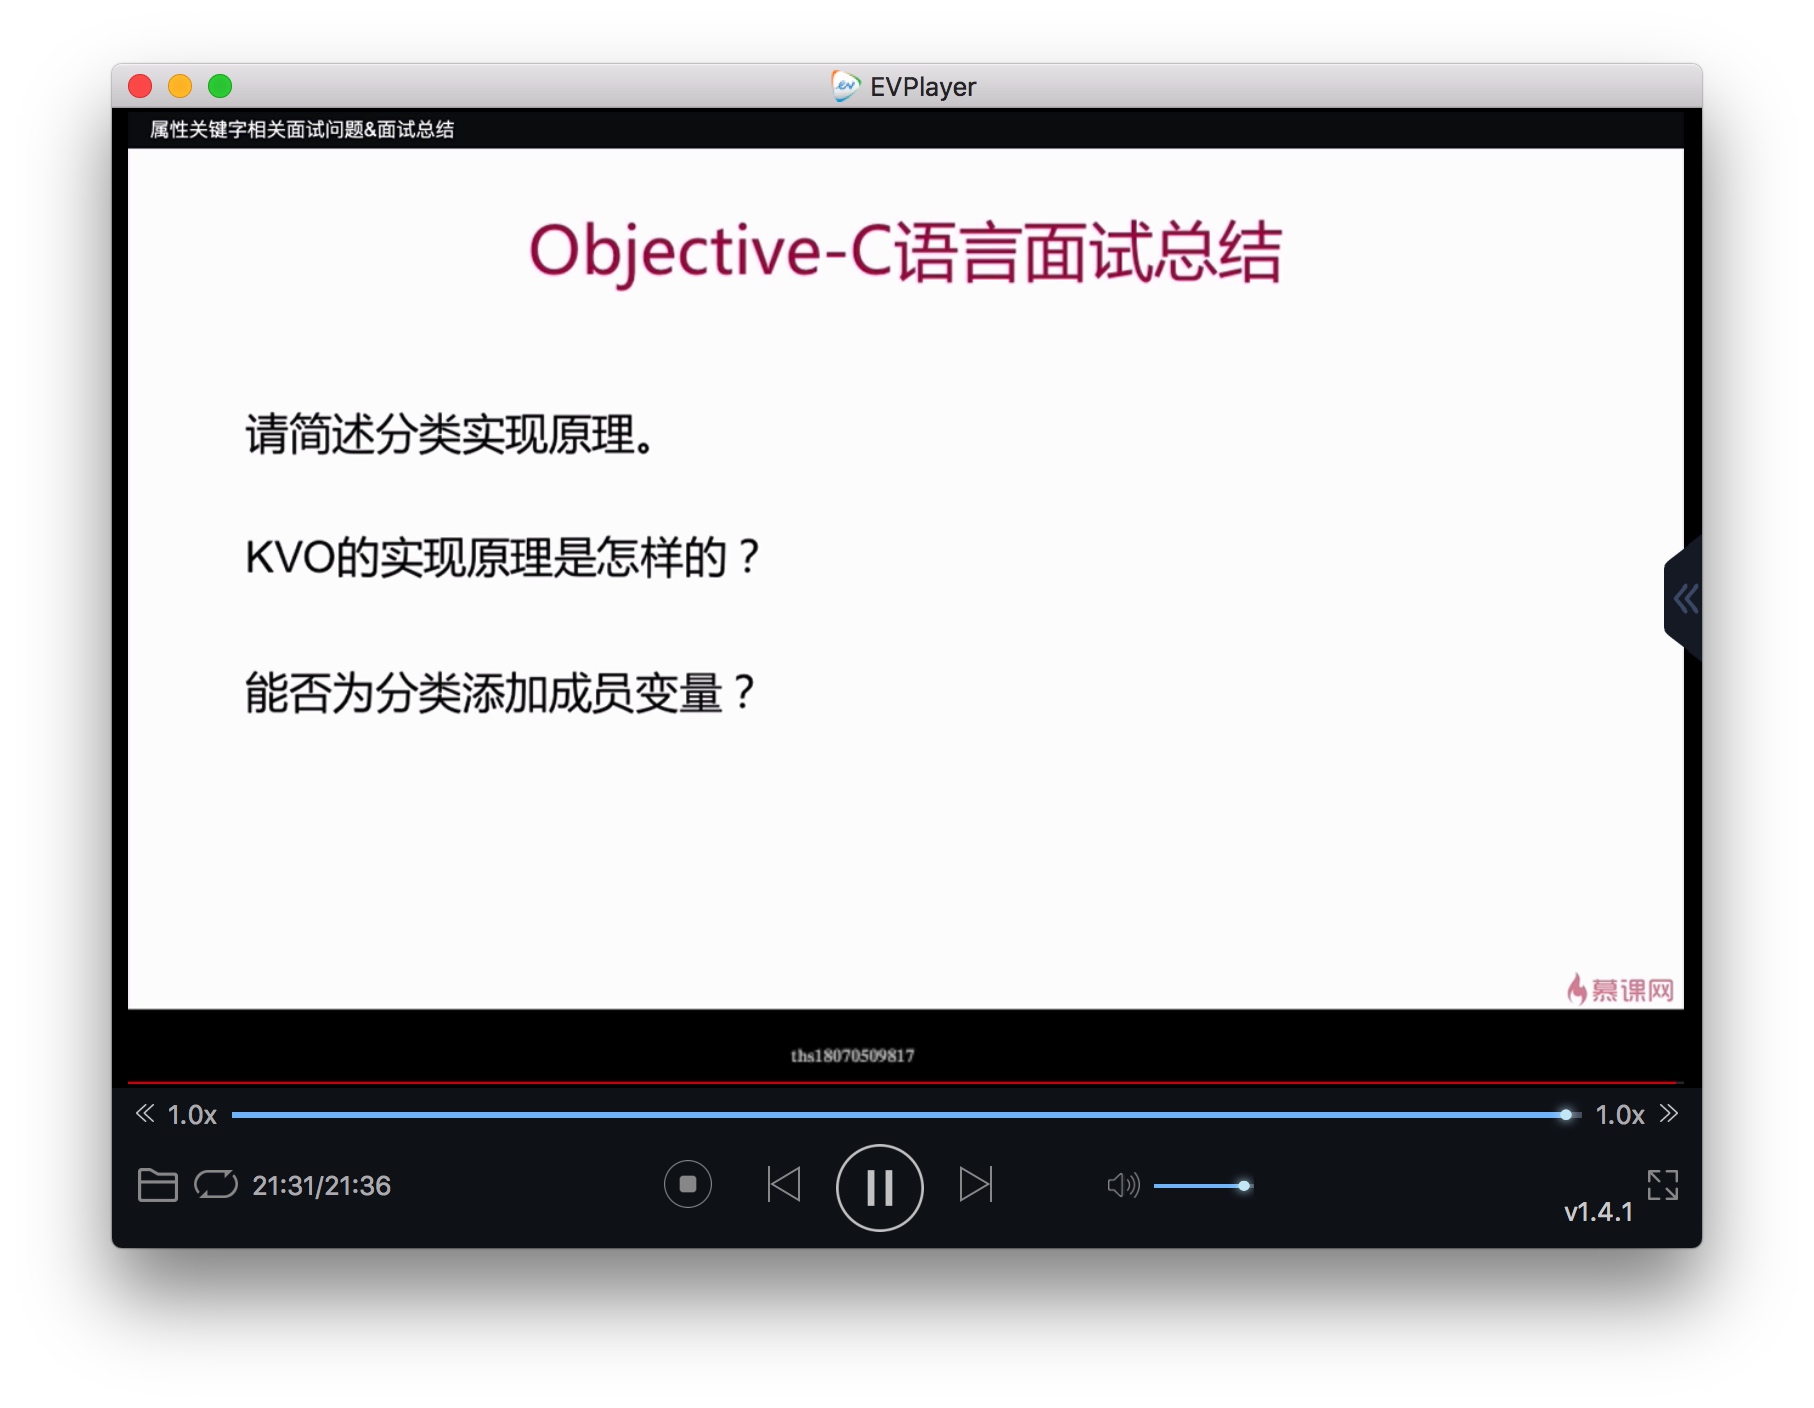 EVPlayer
属性关键字相关面试问题&面试总结
Objective-C语言面试总结
请简述分类实现原理。
KVO的实现原理是怎样的？
能否为分类添加成员变量？
慕课网
ths18070509817
1.0x
1.0x
21:31/21:36
v1.4.1